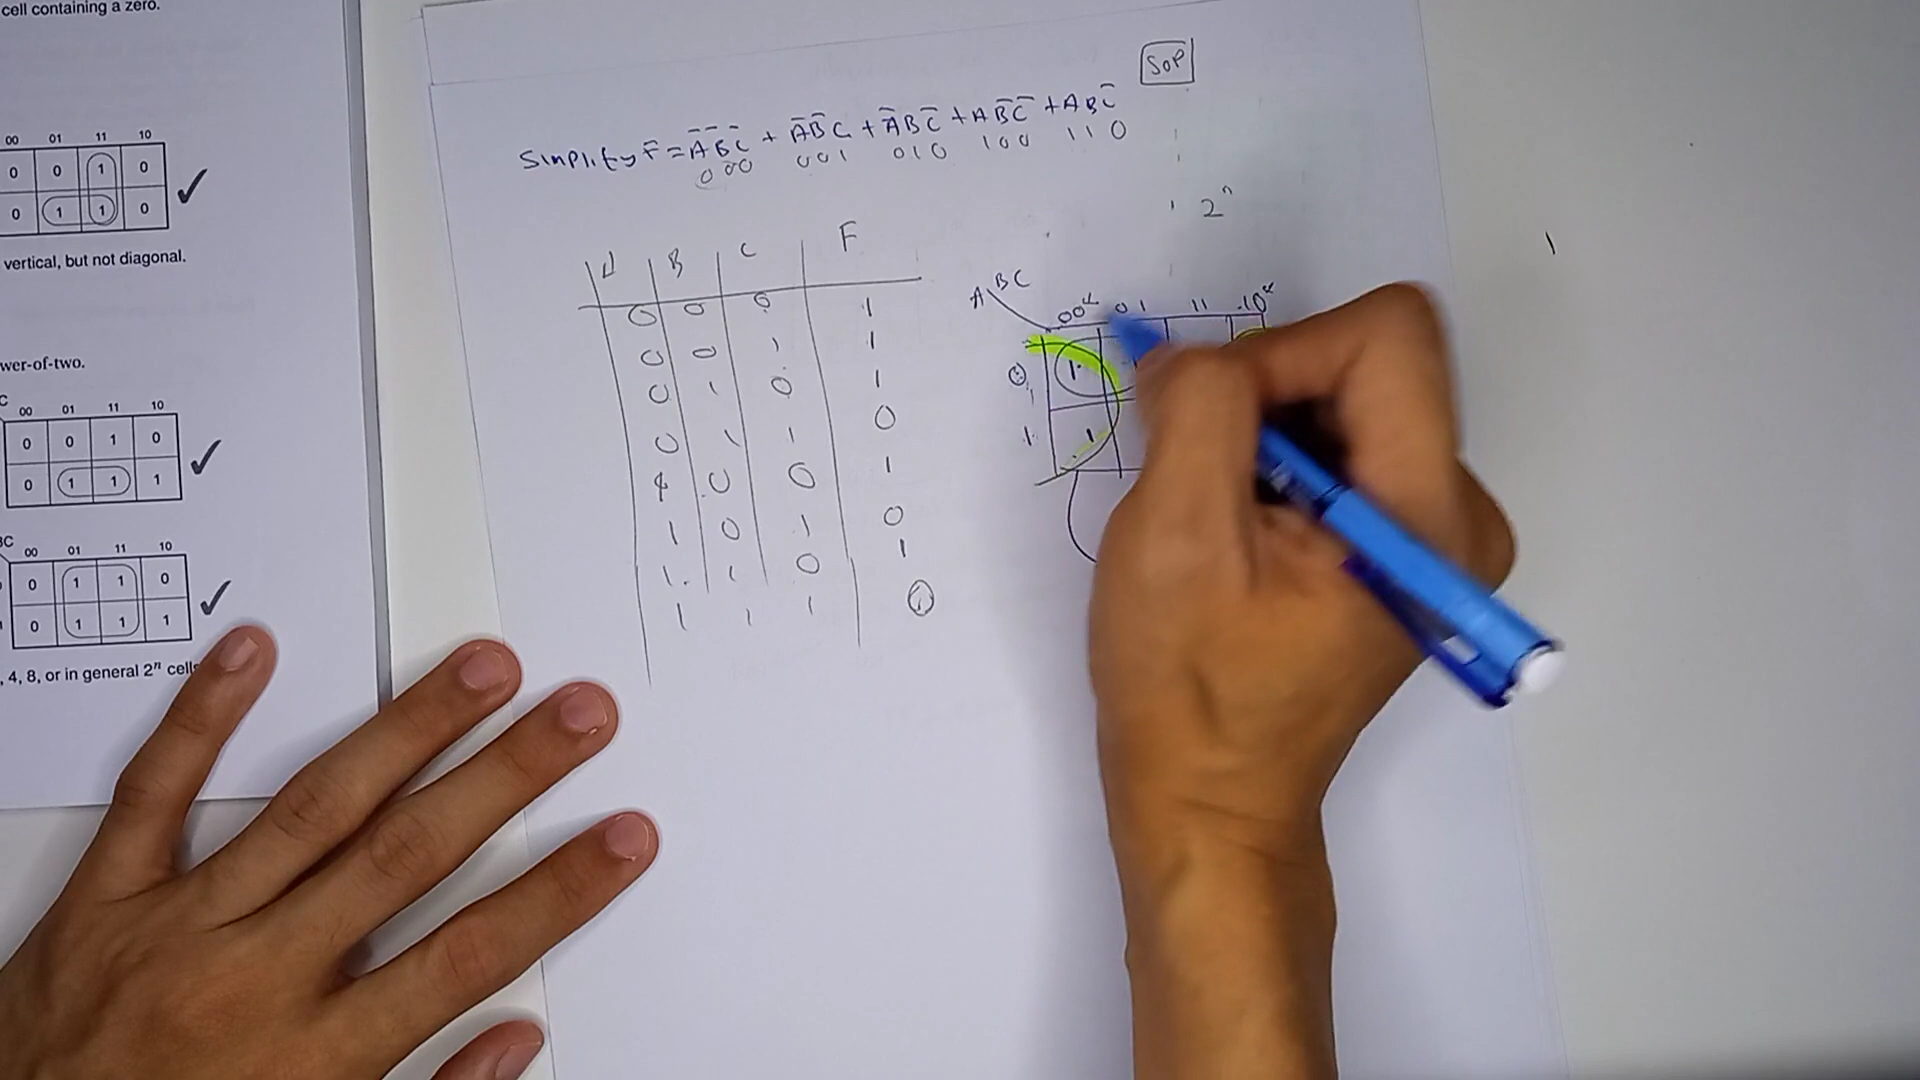 cell containing a zero.
00 01 11 10
0 0 1 0
0 1 1 0
vertical, but not diagonal.
wer-of-two.
C 00 01 11 10
0 0 1 0
0 1 1 1
BC 00 01 11 10
0 1 1 0
0 1 1 1
, 4, 8, or in general 2ⁿ cells
SOP
Simplify F = A̅B̅C̅ + A̅B̅C + A̅BC̅ + AB̅C̅ + ABC̅
000 001 010 100 110
2ⁿ
A B C F
0 0 0 1
0 0 1 1
0 1 0 1
0 1 1 0
1 0 0 1
1 0 1 0
1 1 0 1
1 1 1
A BC
00 01 11 10
0 1
1 1